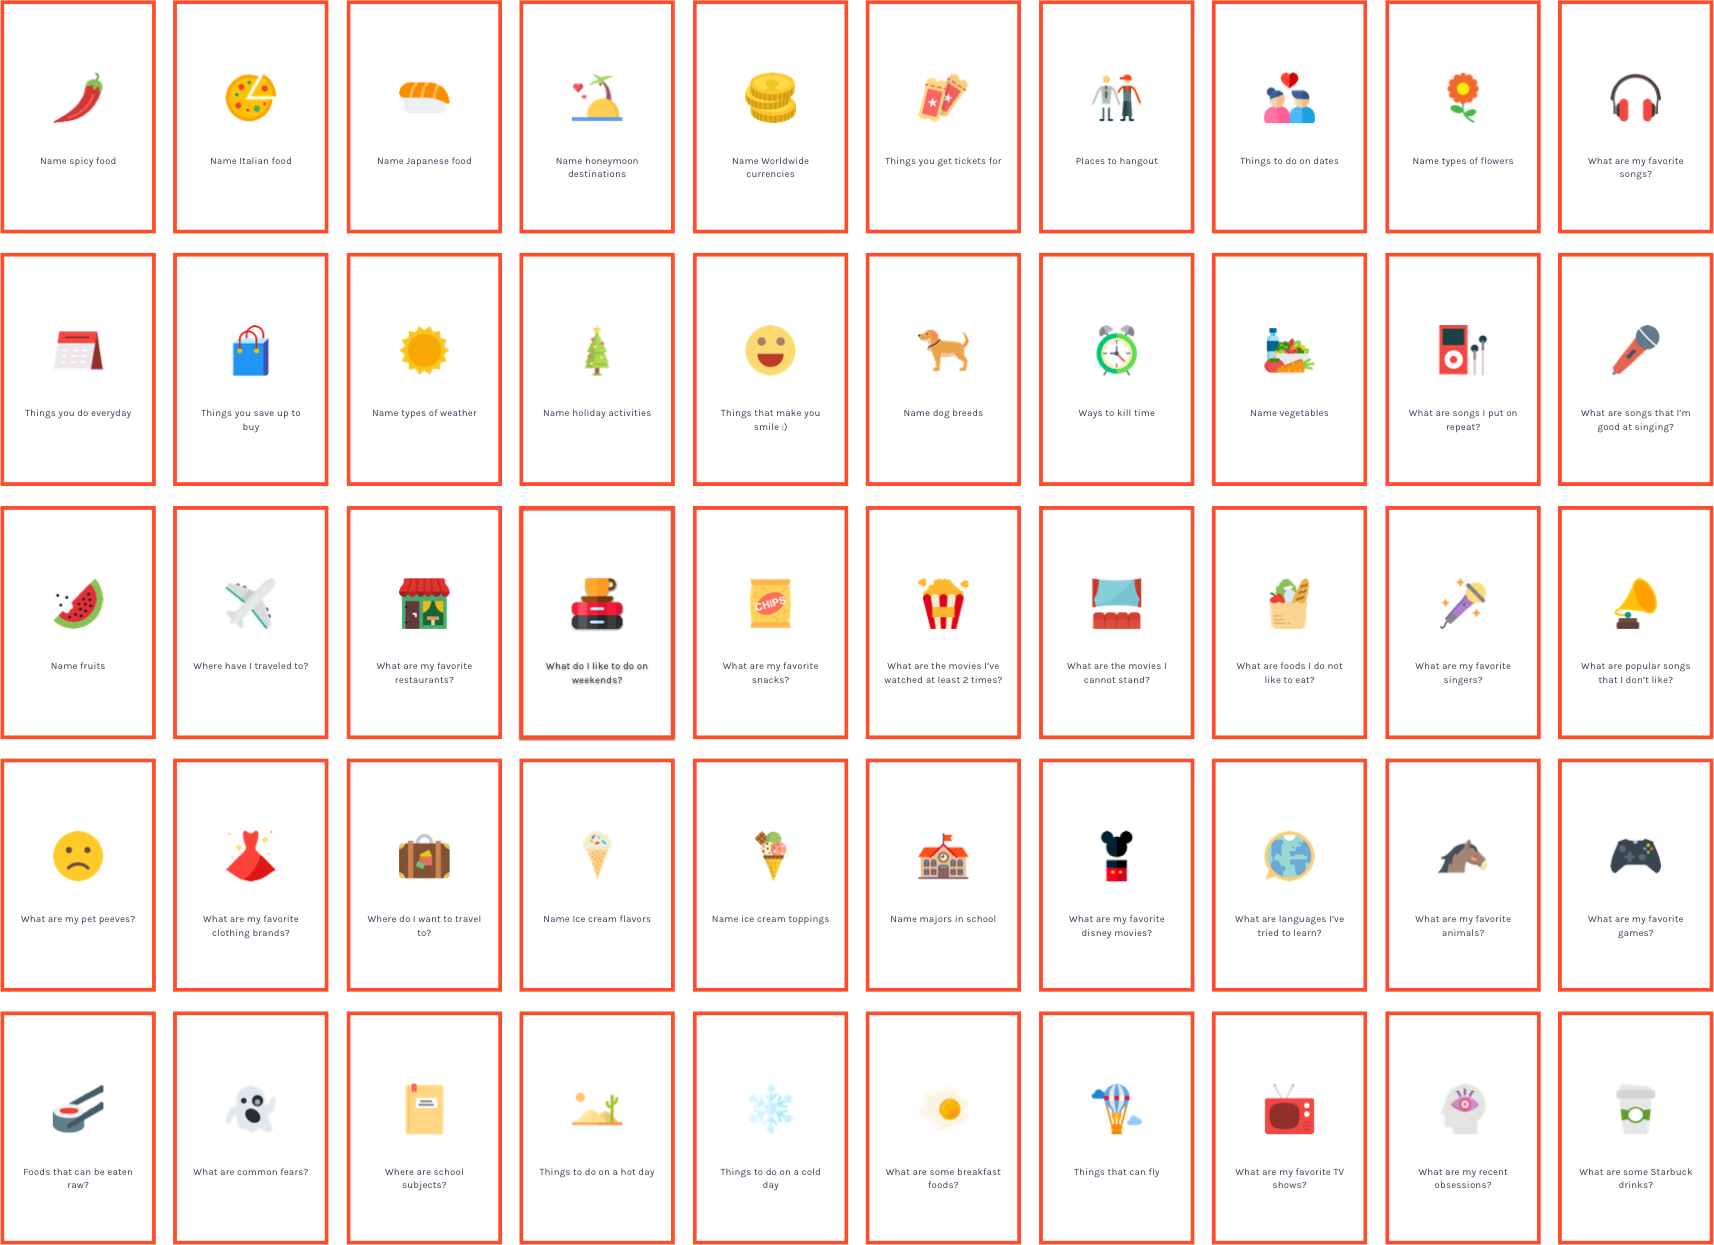 Name spicy food
Name Italian food
Name Japanese food
Name honeymoon
destinations
Name Worldwide
currencies
Things you get tickets for
Places to hangout
Things to do on dates
Name types of flowers
What are my favorite
songs?
Things you do everyday
Things you save up to
buy
Name types of weather
Name holiday activities
Things that make you
smile :)
Name dog breeds
Ways to kill time
Name vegetables
What are songs I put on
repeat?
What are songs that I'm
good at singing?
Name fruits
Where have I traveled to?
What are my favorite
restaurants?
What do I like to do on
weekends?
CHIPS
What are my favorite
snacks?
What are the movies I've
watched at least 2 times?
What are the movies I
cannot stand?
What are foods I do not
like to eat?
What are my favorite
singers?
What are popular songs
that I don't like?
What are my pet peeves?
What are my favorite
clothing brands?
Where do I want to travel
to?
Name Ice cream flavors
Name ice cream toppings
Name majors in school
What are my favorite
disney movies?
What are languages I've
tried to learn?
What are my favorite
animals?
What are my favorite
games?
Foods that can be eaten
raw?
What are common fears?
Where are school
subjects?
Things to do on a hot day
Things to do on a cold
day
What are some breakfast
foods?
Things that can fly
What are my favorite TV
shows?
What are my recent
obsessions?
What are some Starbuck
drinks?